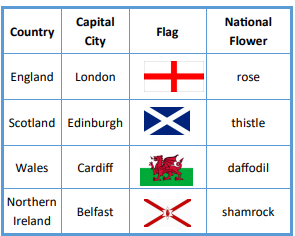 Country Capital City Flag National Flower
England London rose
Scotland Edinburgh thistle
Wales Cardiff daffodil
Northern Ireland Belfast shamrock